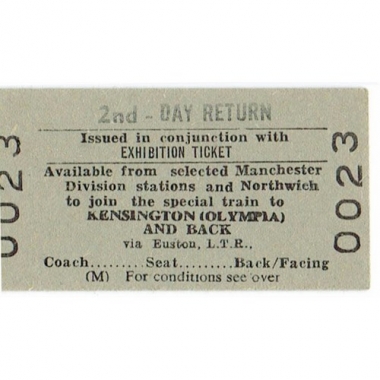 2nd - DAY RETURN
Issued in conjunction with
EXHIBITION TICKET
Available from selected Manchester
Division stations and Northwich
to join the special train to
KENSINGTON (OLYMPIA)
AND BACK
via Euston, L.T.R.,
Coach.........Seat.........Back/Facing
(M) For conditions see over
0023
0023